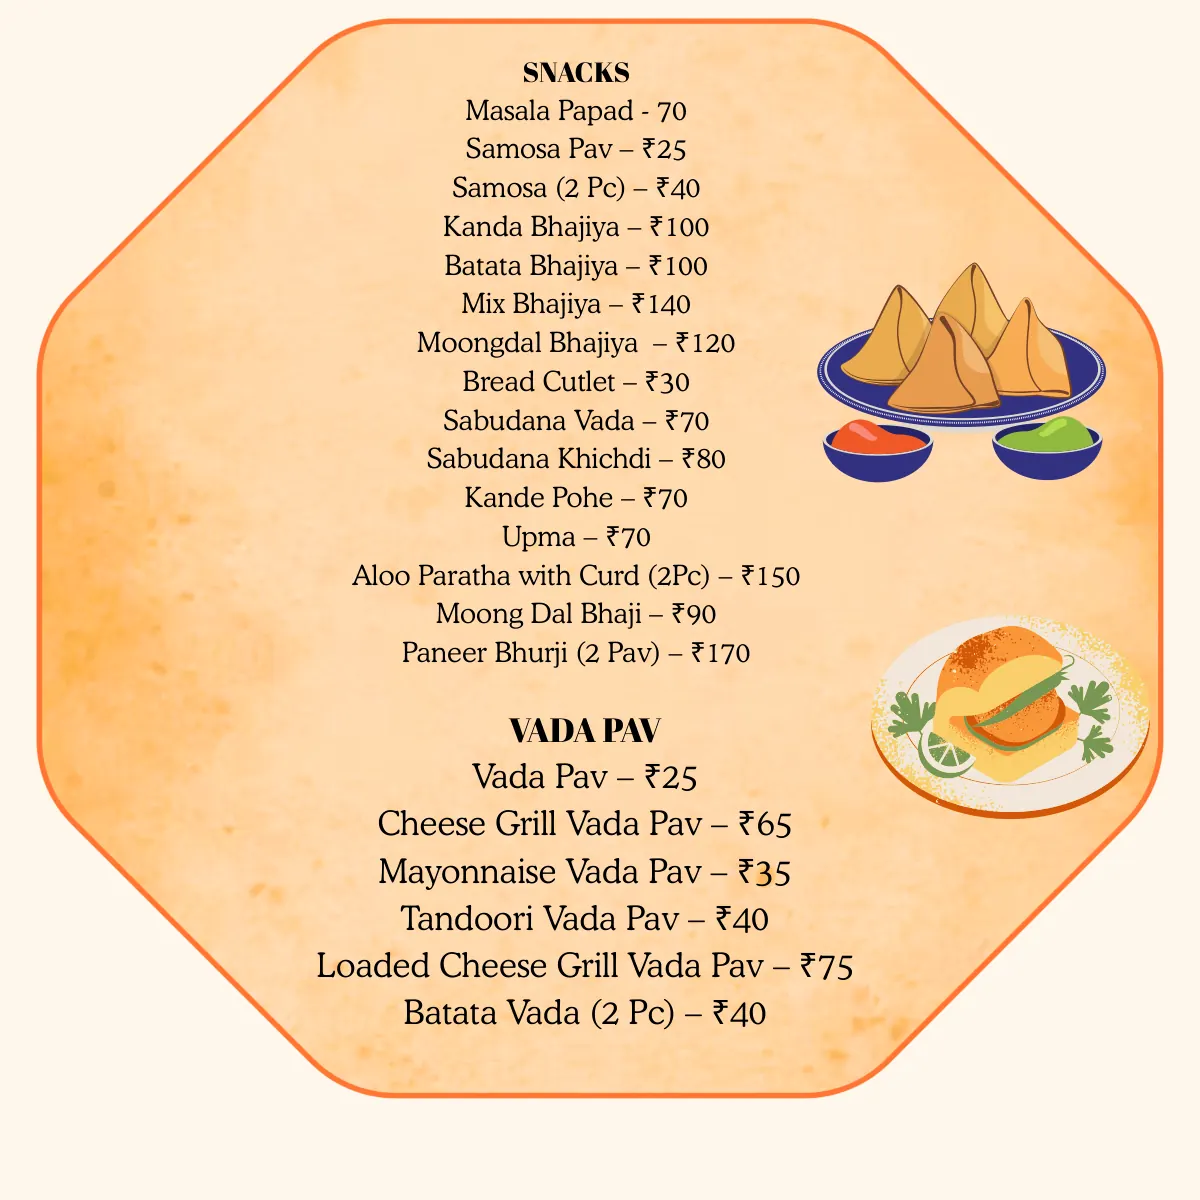 SNACKS
Masala Papad - 70
Samosa Pav – ₹25
Samosa (2 Pc) – ₹40
Kanda Bhajiya – ₹100
Batata Bhajiya – ₹100
Mix Bhajiya – ₹140
Moongdal Bhajiya  – ₹120
Bread Cutlet – ₹30
Sabudana Vada – ₹70
Sabudana Khichdi – ₹80
Kande Pohe – ₹70
Upma – ₹70
Aloo Paratha with Curd (2Pc) – ₹150
Moong Dal Bhaji – ₹90
Paneer Bhurji (2 Pav) – ₹170
VADA PAV
Vada Pav – ₹25
Cheese Grill Vada Pav – ₹65
Mayonnaise Vada Pav – ₹35
Tandoori Vada Pav – ₹40
Loaded Cheese Grill Vada Pav – ₹75
Batata Vada (2 Pc) – ₹40